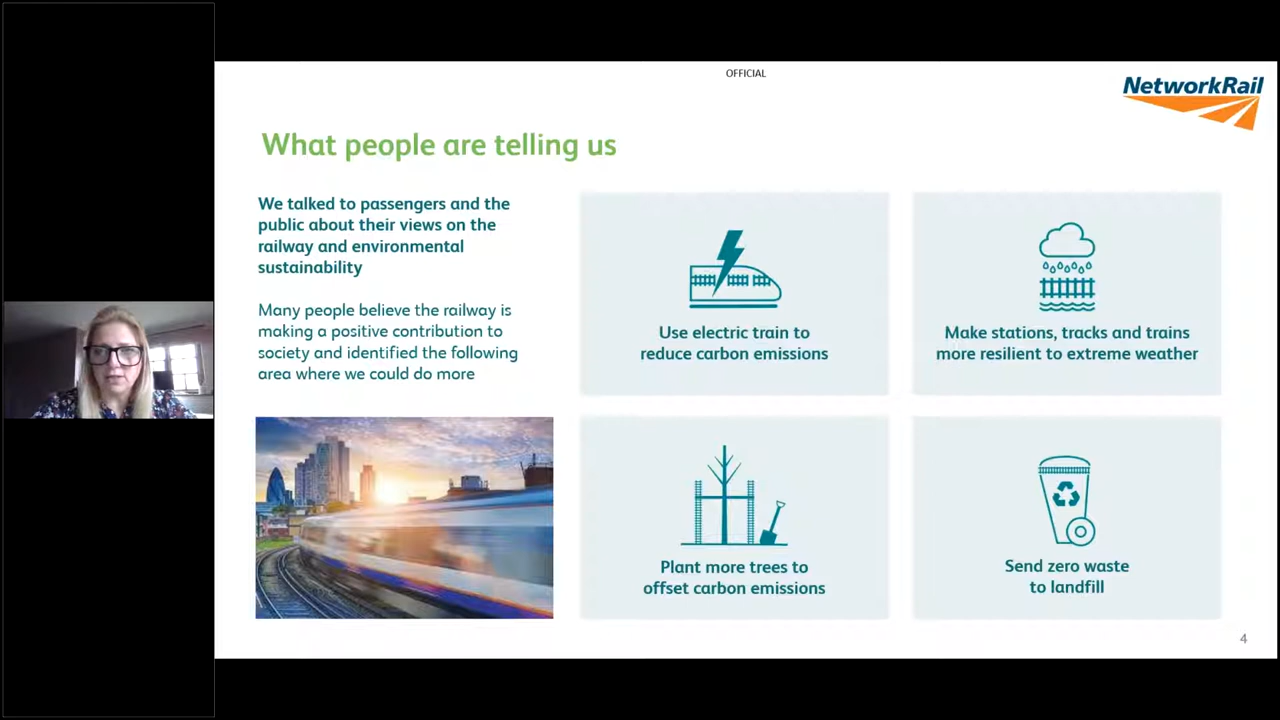 OFFICIAL
NetworkRail
What people are telling us
We talked to passengers and the
public about their views on the
railway and environmental
sustainability
Many people believe the railway is
making a positive contribution to
society and identified the following
area where we could do more
Use electric train to
reduce carbon emissions
Make stations, tracks and trains
more resilient to extreme weather
Plant more trees to
offset carbon emissions
Send zero waste
to landfill
4